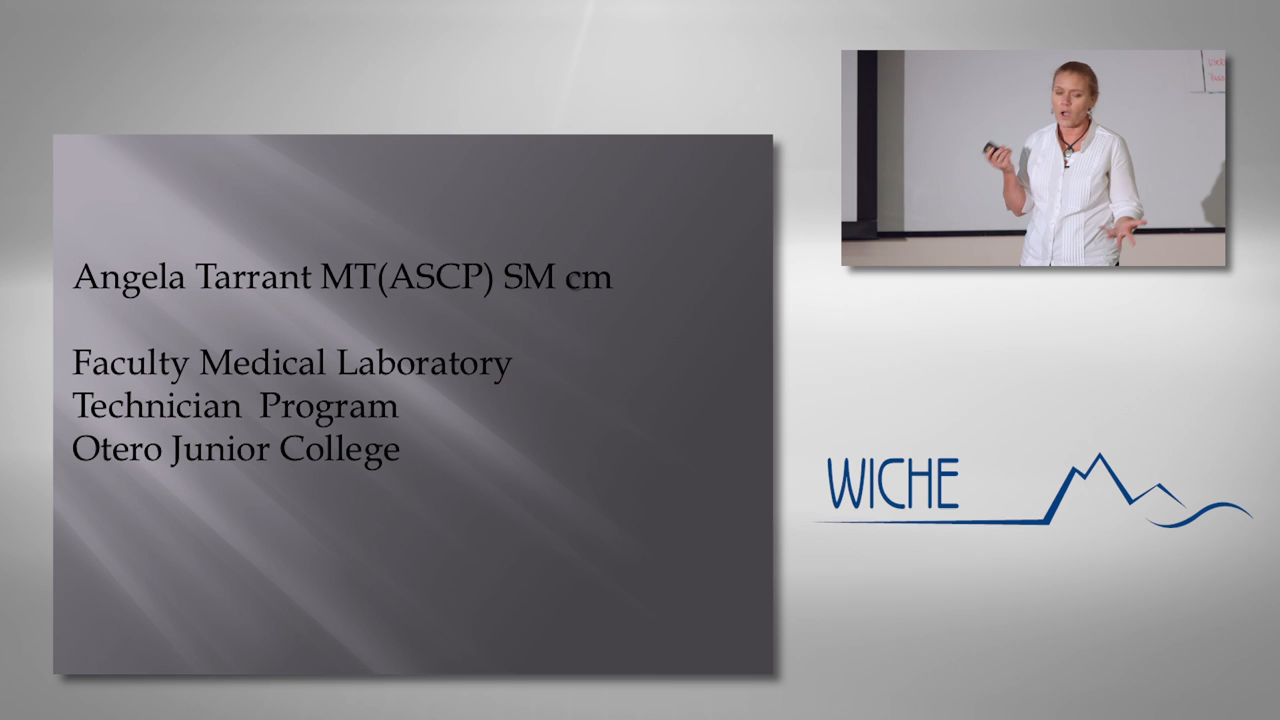 Angela Tarrant MT(ASCP) SM cm
Faculty Medical Laboratory
Technician Program
Otero Junior College
WICHE